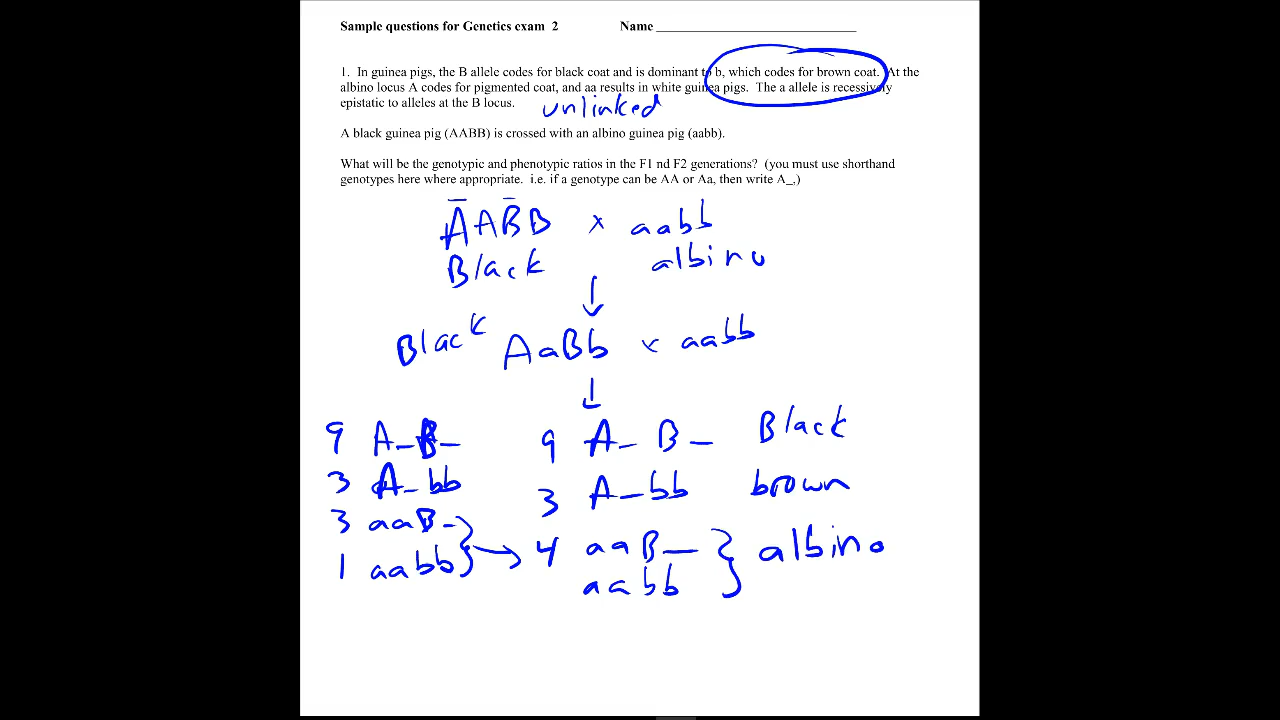 Sample questions for Genetics exam 2 Name ____________________________
1. In guinea pigs, the B allele codes for black coat and is dominant to b, which codes for brown coat. At the
albino locus A codes for pigmented coat, and aa results in white guinea pigs. The a allele is recessively
epistatic to alleles at the B locus.
unlinked
A black guinea pig (AABB) is crossed with an albino guinea pig (aabb).
What will be the genotypic and phenotypic ratios in the F1 nd F2 generations? (you must use shorthand
genotypes here where appropriate. i.e. if a genotype can be AA or Aa, then write A_,)
AABB x aabb
Black albino
↓
Black AaBb x aabb
↓
9 A_B_ 9 A_ B_ Black
3 A_bb 3 A_bb brown
3 aaB_ } → 4 aaB_ } albino
1 aabb aabb